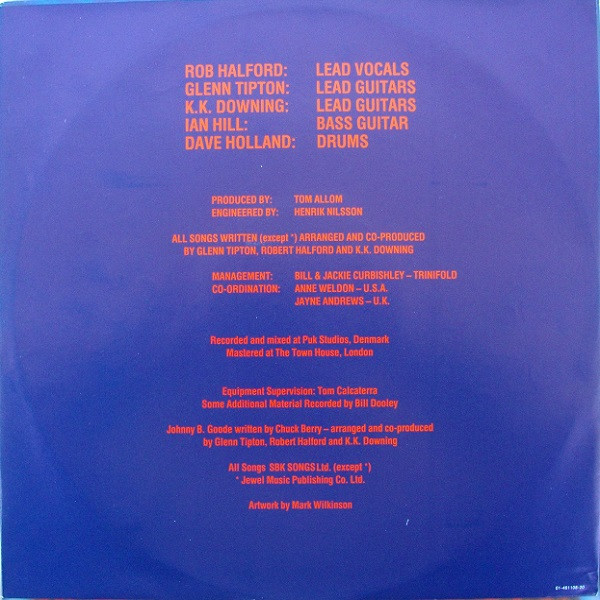 ROB HALFORD: LEAD VOCALS
GLENN TIPTON: LEAD GUITARS
K.K. DOWNING: LEAD GUITARS
IAN HILL: BASS GUITAR
DAVE HOLLAND: DRUMS
PRODUCED BY: TOM ALLOM
ENGINEERED BY: HENRIK NILSSON
ALL SONGS WRITTEN (except *) ARRANGED AND CO-PRODUCED
BY GLENN TIPTON, ROBERT HALFORD AND K.K. DOWNING
MANAGEMENT: BILL & JACKIE CURBISHLEY – TRINIFOLD
CO-ORDINATION: ANNE WELDON – U.S.A.
JAYNE ANDREWS – U.K.
Recorded and mixed at Puk Studios, Denmark
Mastered at The Town House, London
Equipment Supervision: Tom Calcaterra
Some Additional Material Recorded by Bill Dooley
Johnny B. Goode written by Chuck Berry – arranged and co-produced
by Glenn Tipton, Robert Halford and K.K. Downing
All Songs SBK SONGS Ltd. (except *)
* Jewel Music Publishing Co. Ltd.
Artwork by Mark Wilkinson